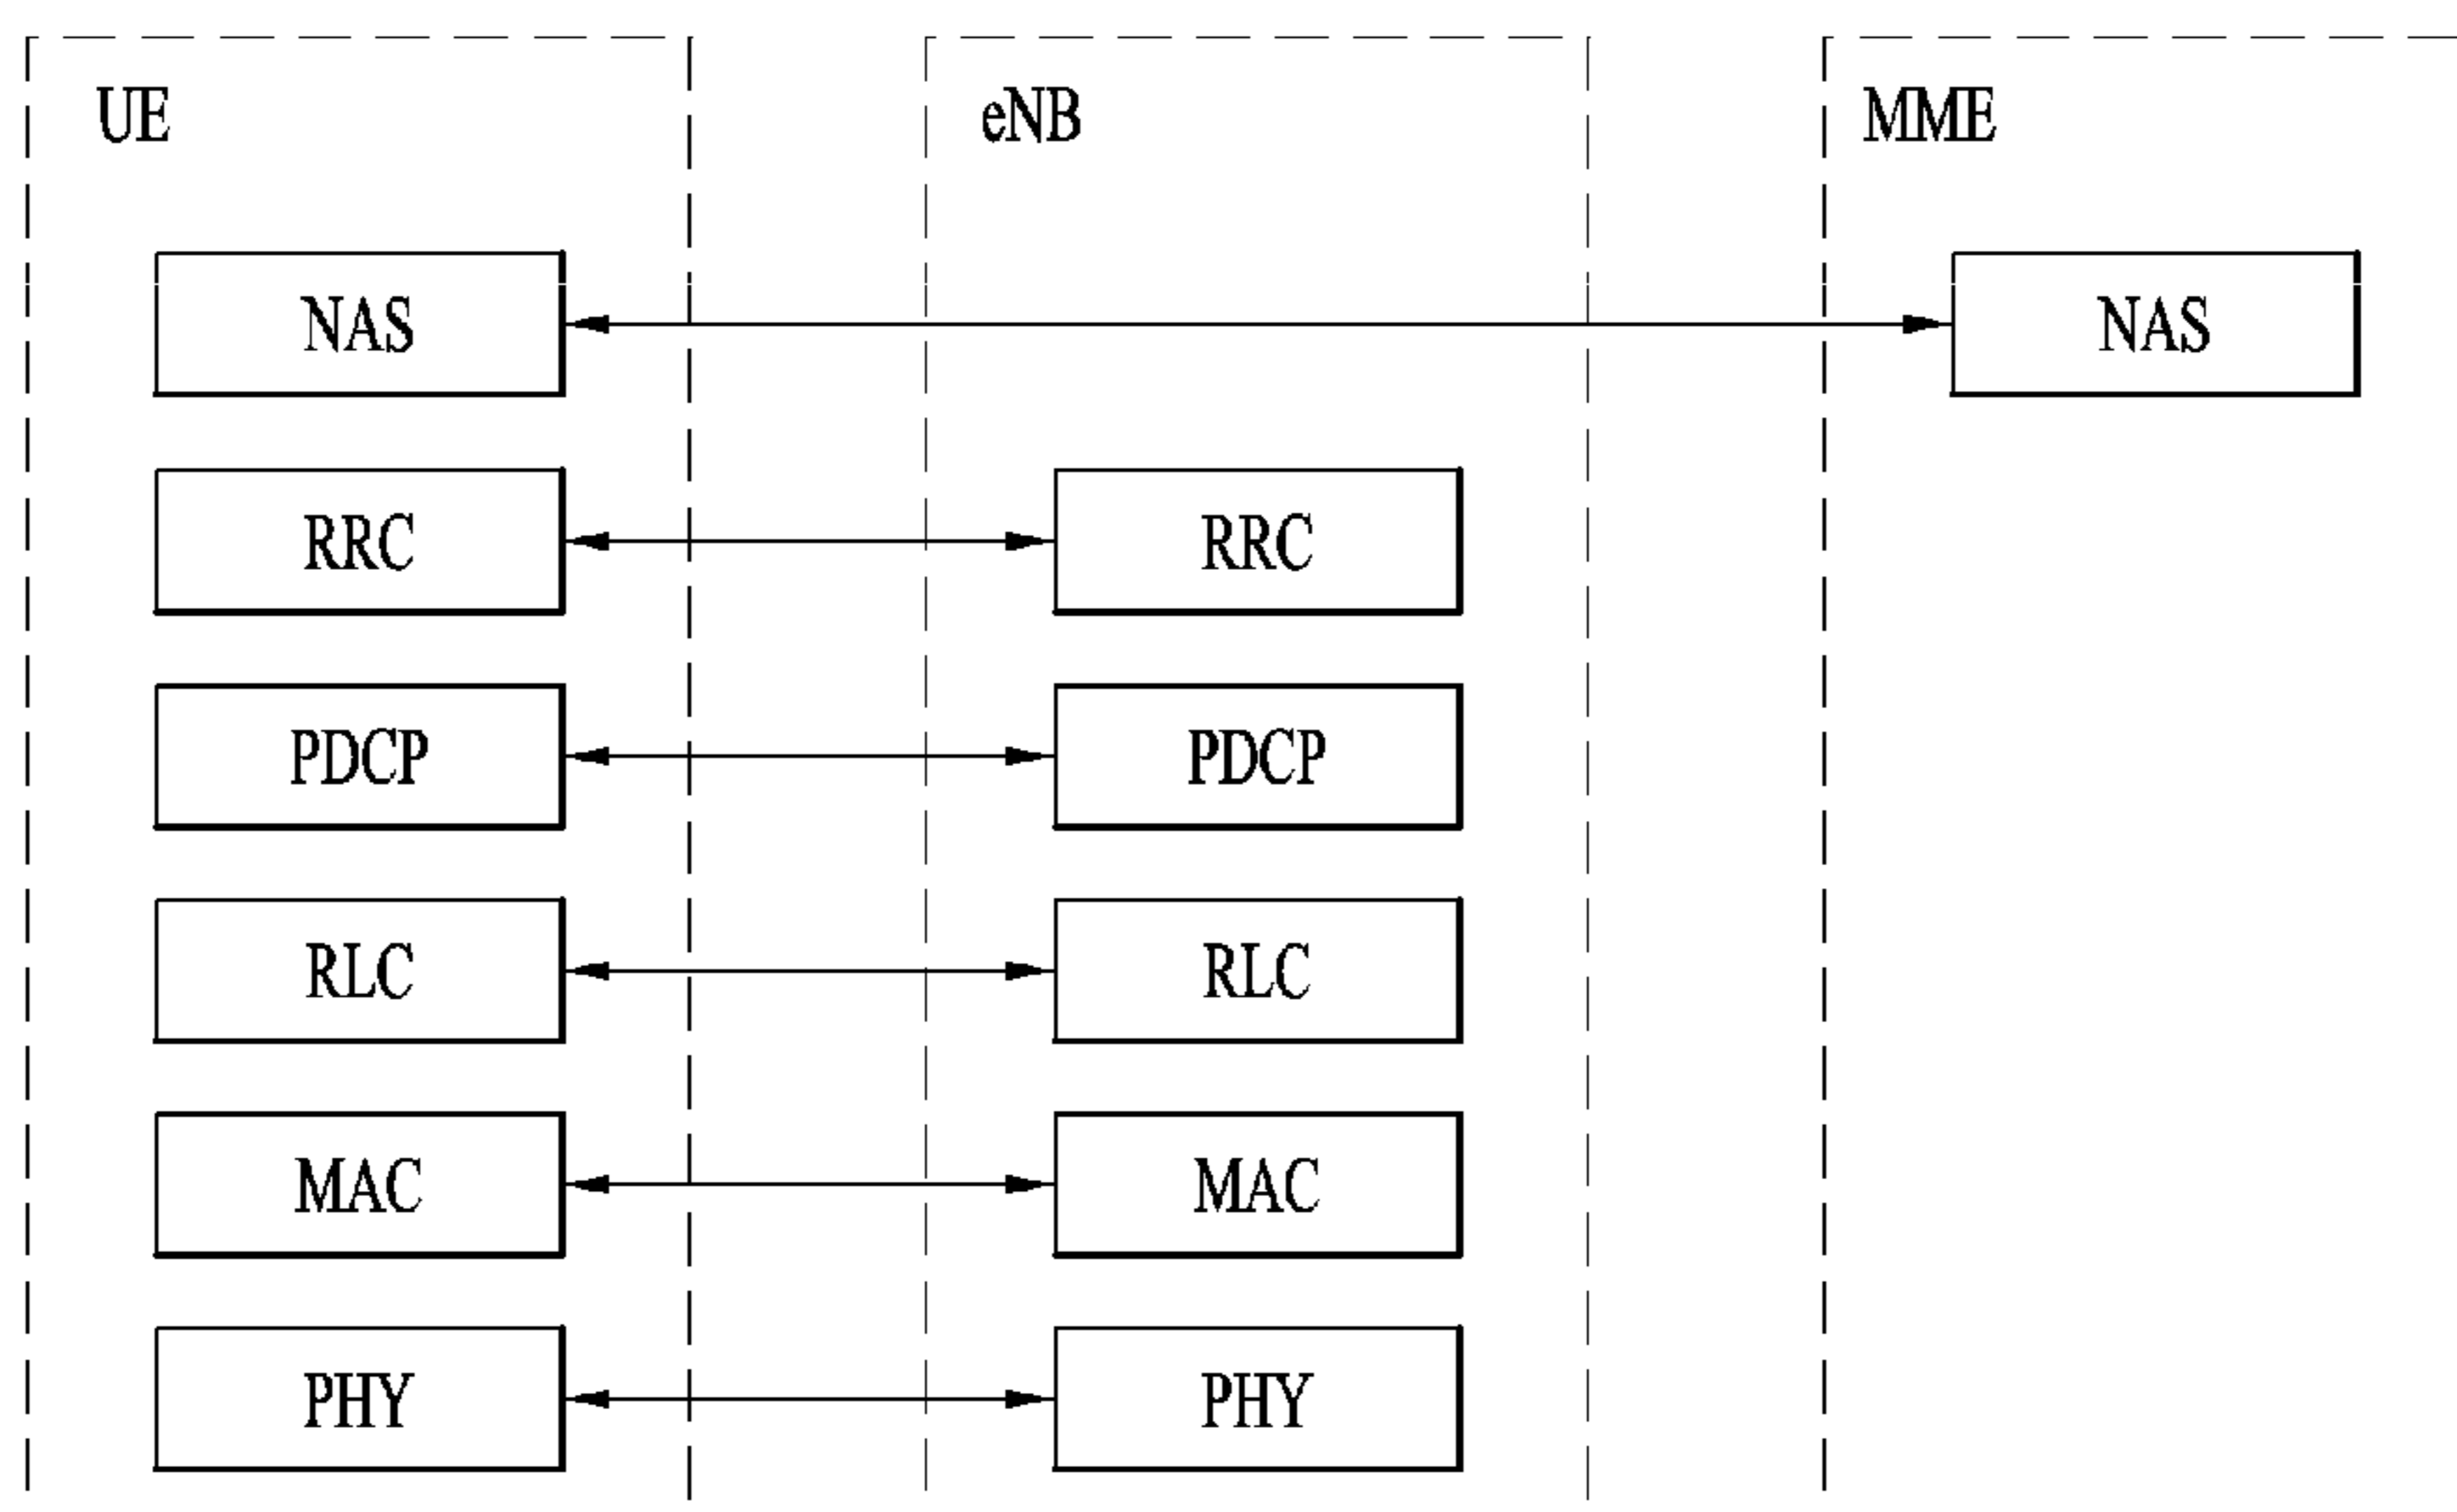 UE eNB MME
NAS NAS
RRC RRC
PDCP PDCP
RLC RLC
MAC MAC
PHY PHY